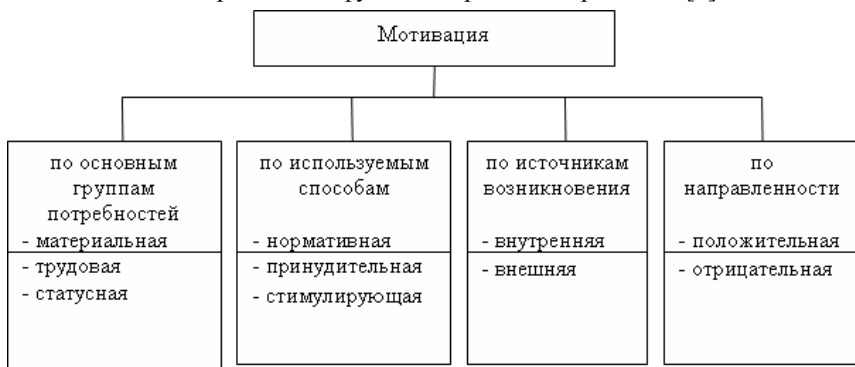 Мотивация
по основным
группам
потребностей
- материальная
- трудовая
- статусная
по используемым
способам
- нормативная
- принудительная
- стимулирующая
по источникам
возникновения
- внутренняя
- внешняя
по
направленности
- положительная
- отрицательная